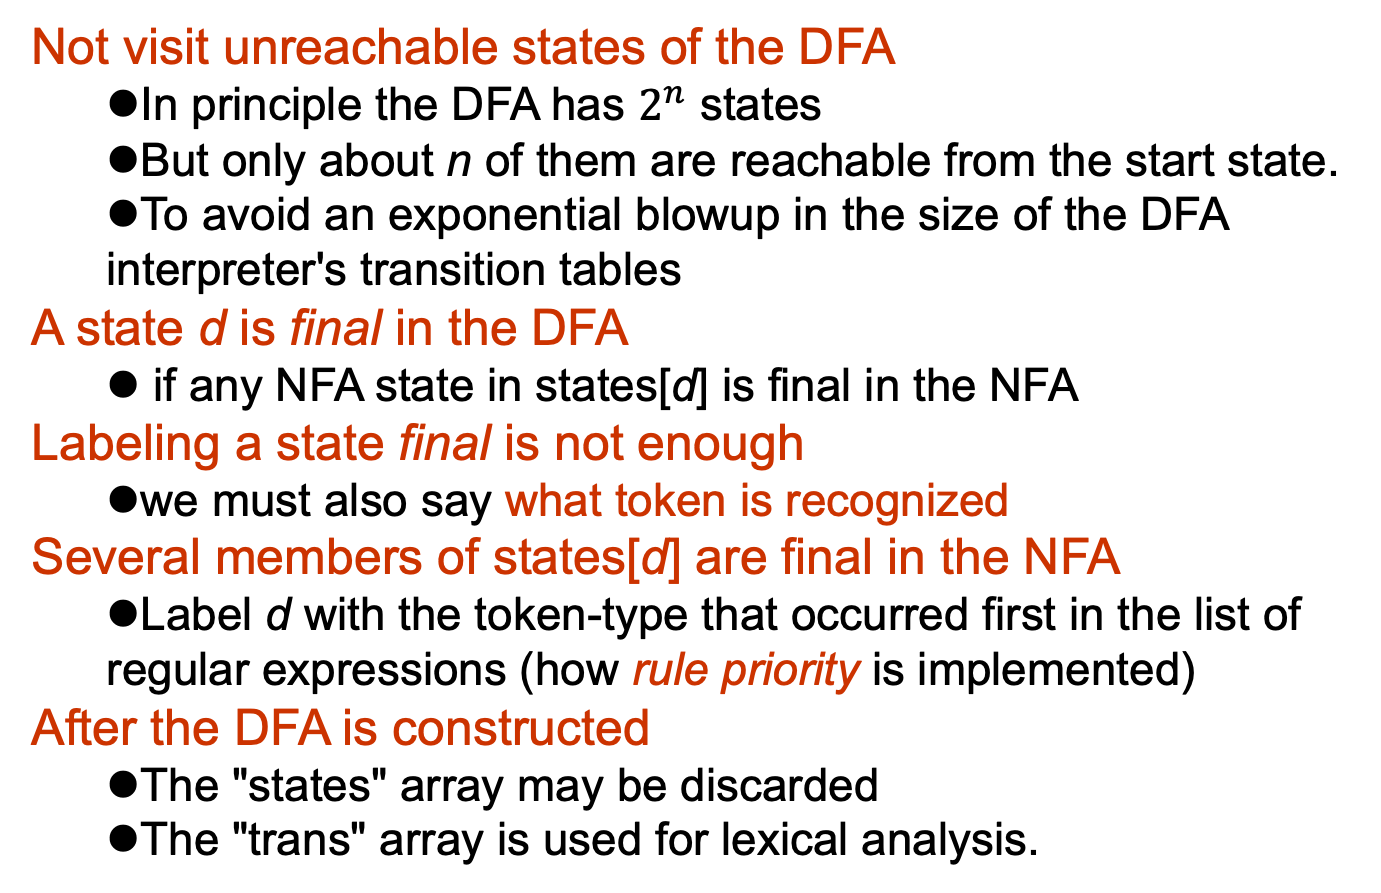 Not visit unreachable states of the DFA
●In principle the DFA has 2ⁿ states
●But only about n of them are reachable from the start state.
●To avoid an exponential blowup in the size of the DFA
interpreter's transition tables
A state d is final in the DFA
● if any NFA state in states[d] is final in the NFA
Labeling a state final is not enough
●we must also say what token is recognized
Several members of states[d] are final in the NFA
●Label d with the token-type that occurred first in the list of
regular expressions (how rule priority is implemented)
After the DFA is constructed
●The "states" array may be discarded
●The "trans" array is used for lexical analysis.